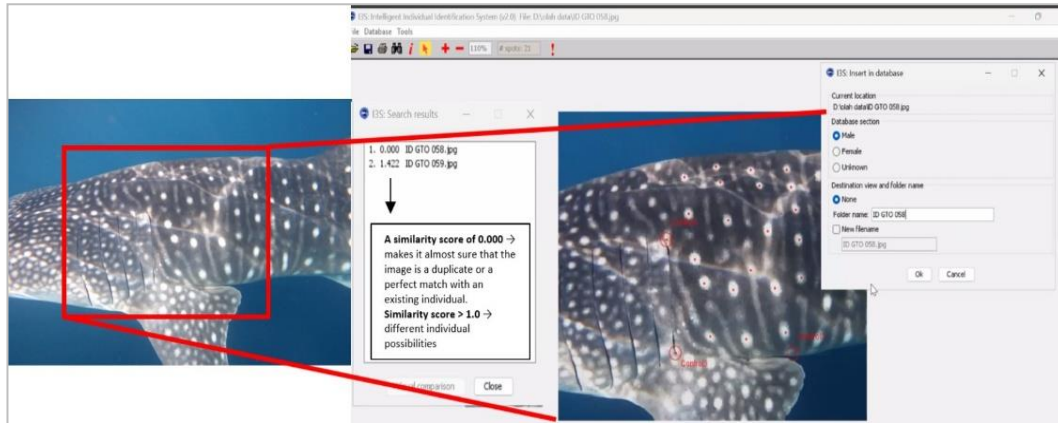 I3S: Intelligent Individual Identification System (v2.0) File: D:\olah data\ID GTO 058.jpg
File Database Tools
110%
# spots: 21
I3S: Search results
1. 0.000 ID GTO 058.jpg
2. 1.422 ID GTO 059.jpg
A similarity score of 0.000 →
makes it almost sure that the
image is a duplicate or a
perfect match with an
existing individual.
Similarity score > 1.0 →
different individual
possibilities
comparison
Close
I3S: Insert in database
Current location
D:\olah data\ID GTO 058.jpg
Database section
Male
Female
Unknown
Destination view and folder name
None
Folder name: ID GTO 058
New filename
ID GTO 058.jpg
Ok Cancel